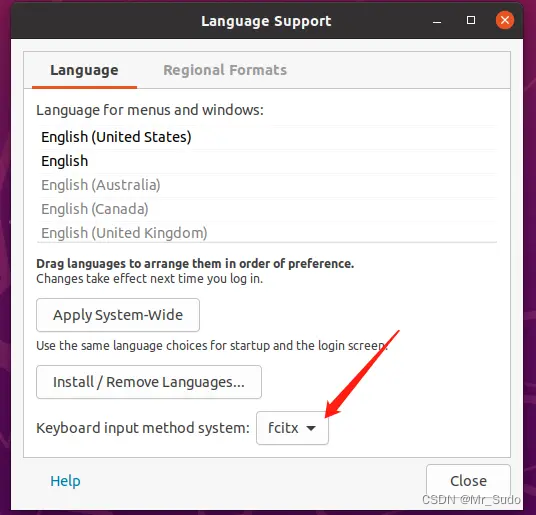 Language Support
Language
Regional Formats
Language for menus and windows:
English (United States)
English
English (Australia)
English (Canada)
English (United Kingdom)
Drag languages to arrange them in order of preference.
Changes take effect next time you log in.
Apply System-Wide
Use the same language choices for startup and the login screen.
Install / Remove Languages...
Keyboard input method system: fcitx
Help
Close
CSDN @Mr_Sudo